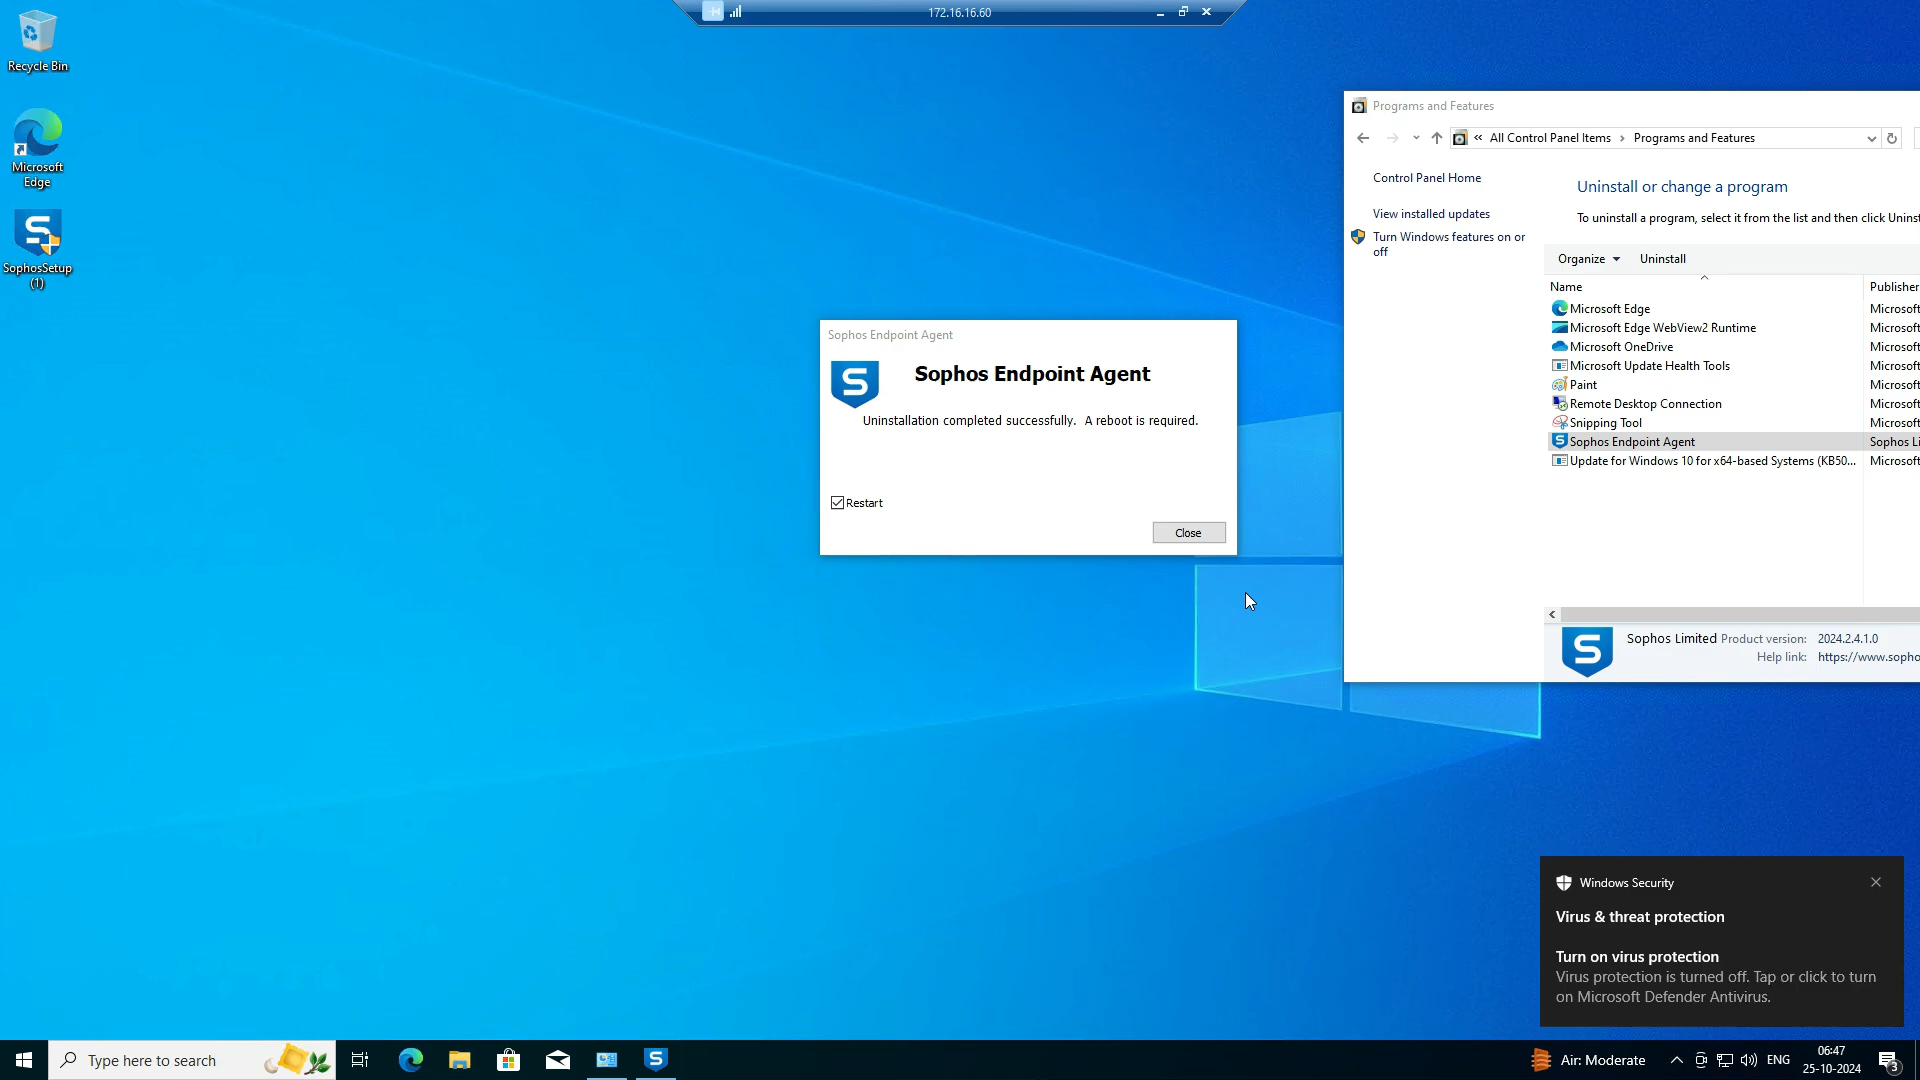 172.16.16.60
Recycle Bin
Microsoft
Edge
SophosSetup
(1)
Programs and Features
« All Control Panel Items › Programs and Features
Control Panel Home
View installed updates
Turn Windows features on or
off
Uninstall or change a program
To uninstall a program, select it from the list and then click Uninst
Organize
Uninstall
Name
Publisher
Microsoft Edge
Microsoft
Microsoft Edge WebView2 Runtime
Microsoft
Microsoft OneDrive
Microsoft
Microsoft Update Health Tools
Microsoft
Paint
Microsoft
Remote Desktop Connection
Microsoft
Snipping Tool
Microsoft
Sophos Endpoint Agent
Sophos Li
Update for Windows 10 for x64-based Systems (KB50...
Microsoft
Sophos Limited Product version: 2024.2.4.1.0
Help link: https://www.sopho
Sophos Endpoint Agent
Sophos Endpoint Agent
Uninstallation completed successfully. A reboot is required.
Restart
Close
Windows Security
Virus & threat protection
Turn on virus protection
Virus protection is turned off. Tap or click to turn
on Microsoft Defender Antivirus.
Type here to search
Air: Moderate
ENG
06:47
25-10-2024
3